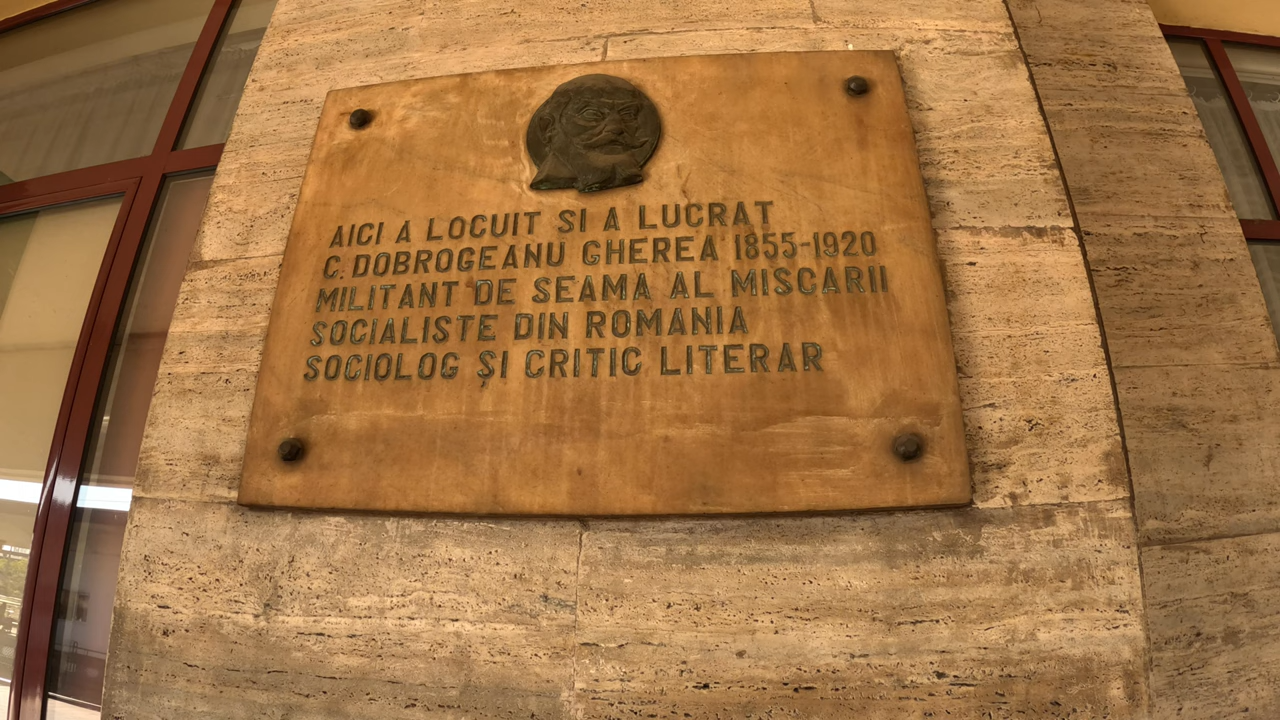 AICI A LOCUIT SI A LUCRAT
C. DOBROGEANU GHEREA 1855-1920
MILITANT DE SEAMA AL MISCARII
SOCIALISTE DIN ROMANIA
SOCIOLOG ȘI CRITIC LITERAR